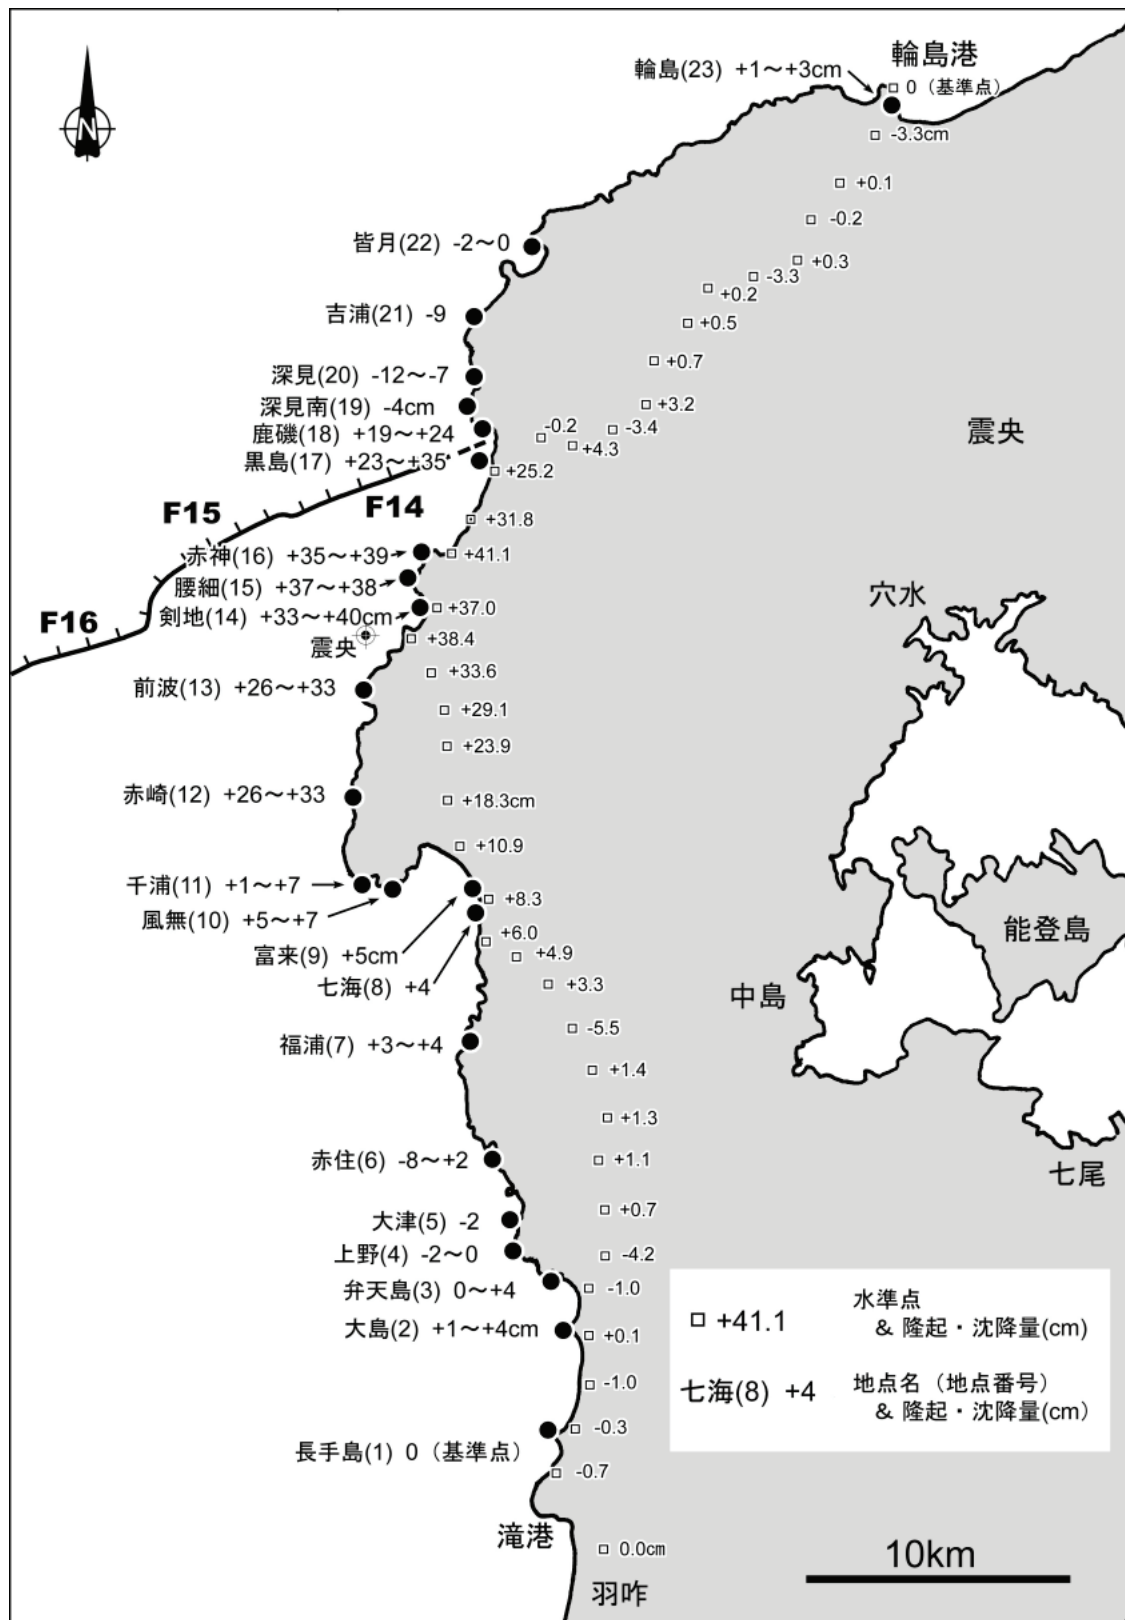 輪島港
輪島(23) +1〜+3cm
0（基準点）
-3.3cm
+0.1
-0.2
+0.3
-3.3
+0.2
+0.5
+0.7
+3.2
-3.4
+4.3
-0.2
+25.2
+31.8
+41.1
+37.0
+38.4
+33.6
+29.1
+23.9
+18.3cm
+10.9
+8.3
+6.0
+4.9
+3.3
-5.5
+1.4
+1.3
+1.1
+0.7
-4.2
-1.0
+0.1
-1.0
-0.3
-0.7
0.0cm
N
皆月(22) -2〜0
吉浦(21) -9
深見(20) -12〜-7
深見南(19) -4cm
鹿磯(18) +19〜+24
黒島(17) +23〜+35
F15
F14
赤神(16) +35〜+39
腰細(15) +37〜+38
剣地(14) +33〜+40cm
F16
震央
前波(13) +26〜+33
赤崎(12) +26〜+33
千浦(11) +1〜+7
風無(10) +5〜+7
富来(9) +5cm
七海(8) +4
福浦(7) +3〜+4
赤住(6) -8〜+2
大津(5) -2
上野(4) -2〜0
弁天島(3) 0〜+4
大島(2) +1〜+4cm
長手島(1) 0（基準点）
滝港
羽咋
震央
穴水
能登島
中島
七尾
+41.1 水準点
& 隆起・沈降量(cm)
七海(8) +4 地点名（地点番号）
& 隆起・沈降量(cm)
10km